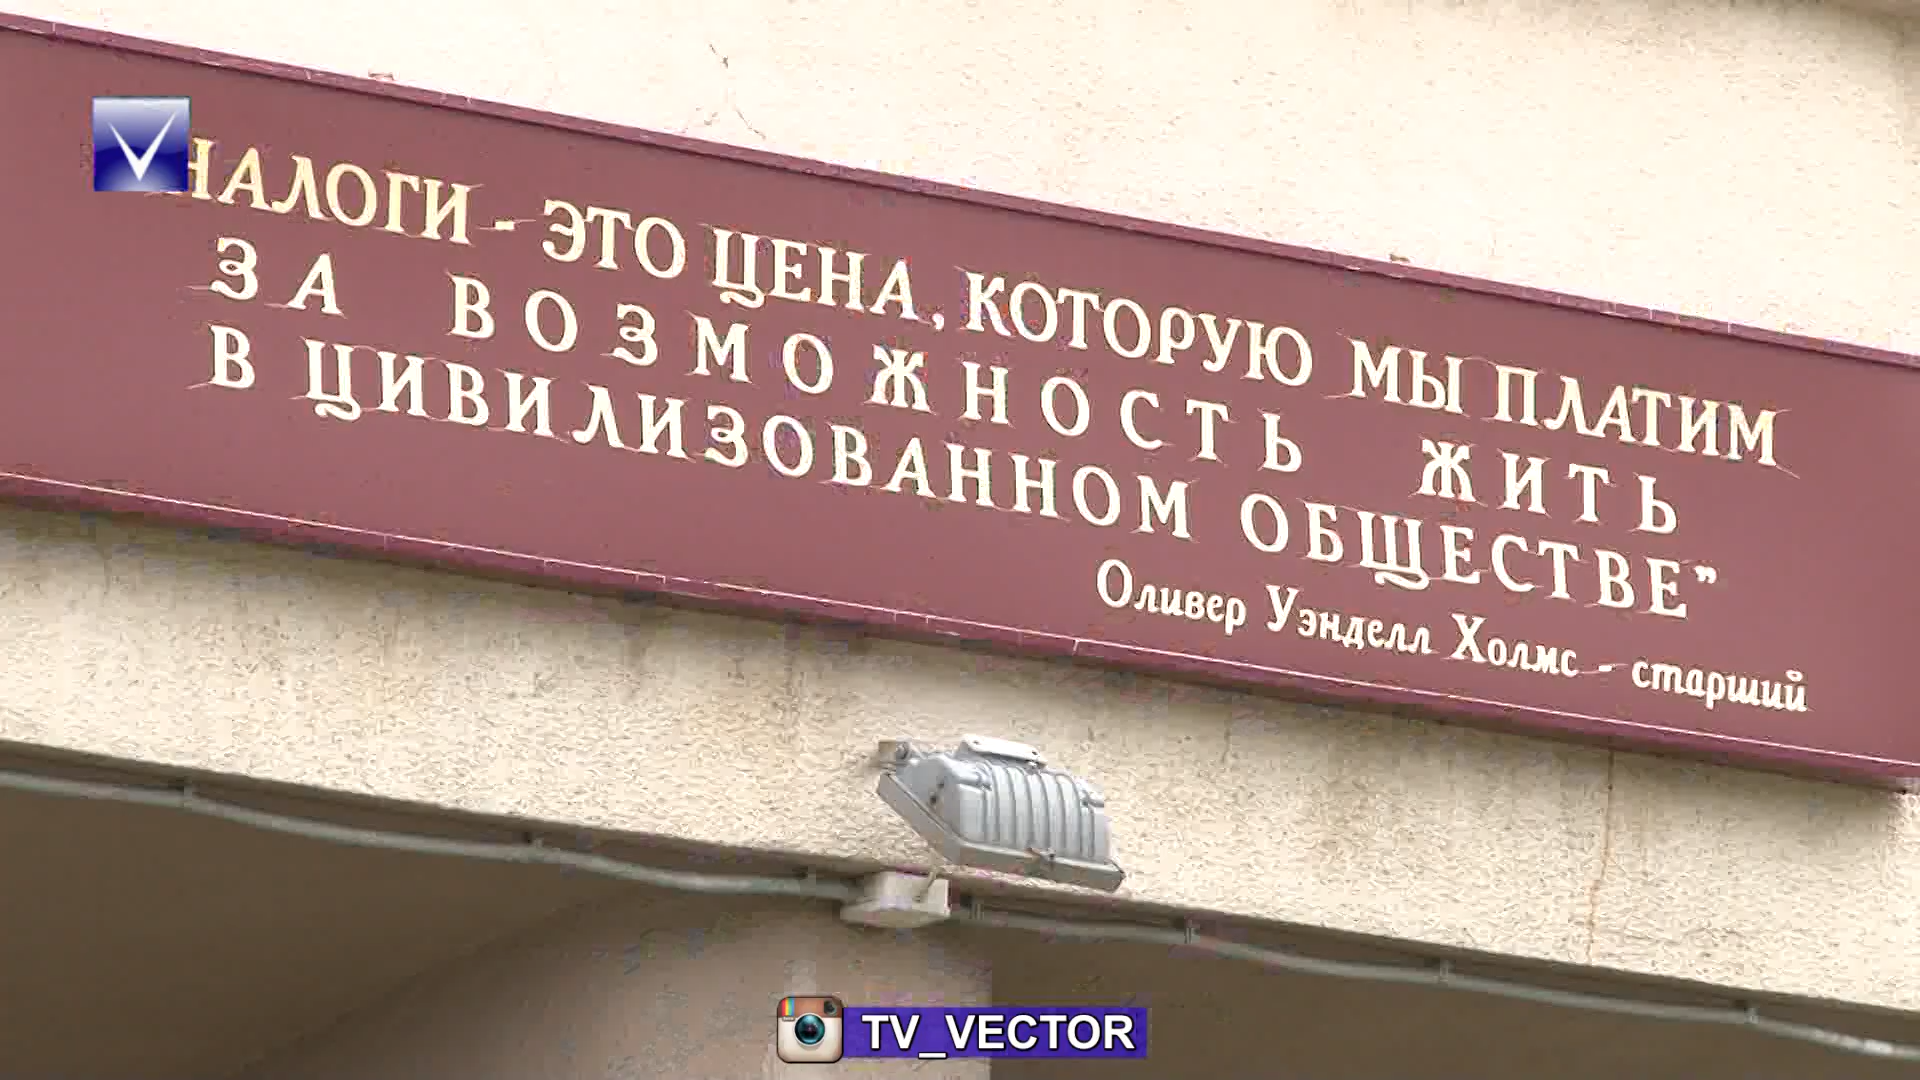 НАЛОГИ - ЭТО ЦЕНА, КОТОРУЮ МЫ ПЛАТИМ
ЗА ВОЗМОЖНОСТЬ ЖИТЬ
В ЦИВИЛИЗОВАННОМ ОБЩЕСТВЕ”
Оливер Уэнделл Холмс - старший
TV_VECTOR